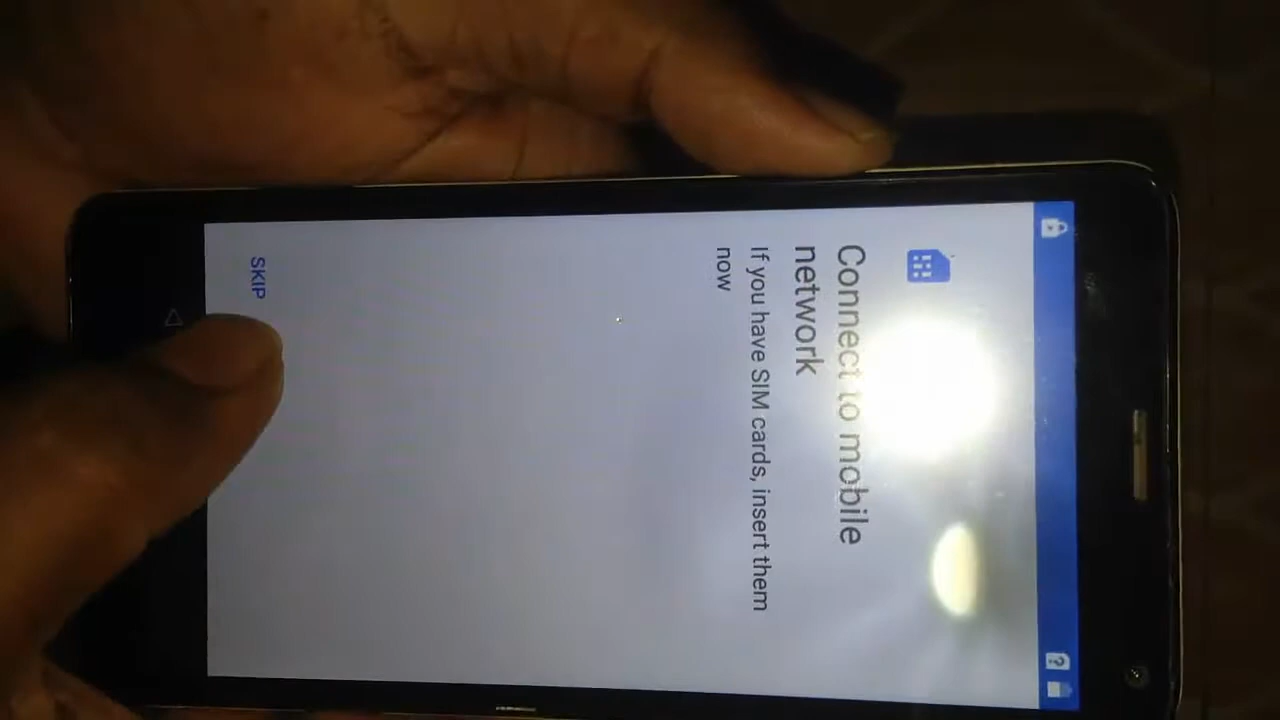 Connect to mobile
network
If you have SIM cards, insert them
now
SKIP